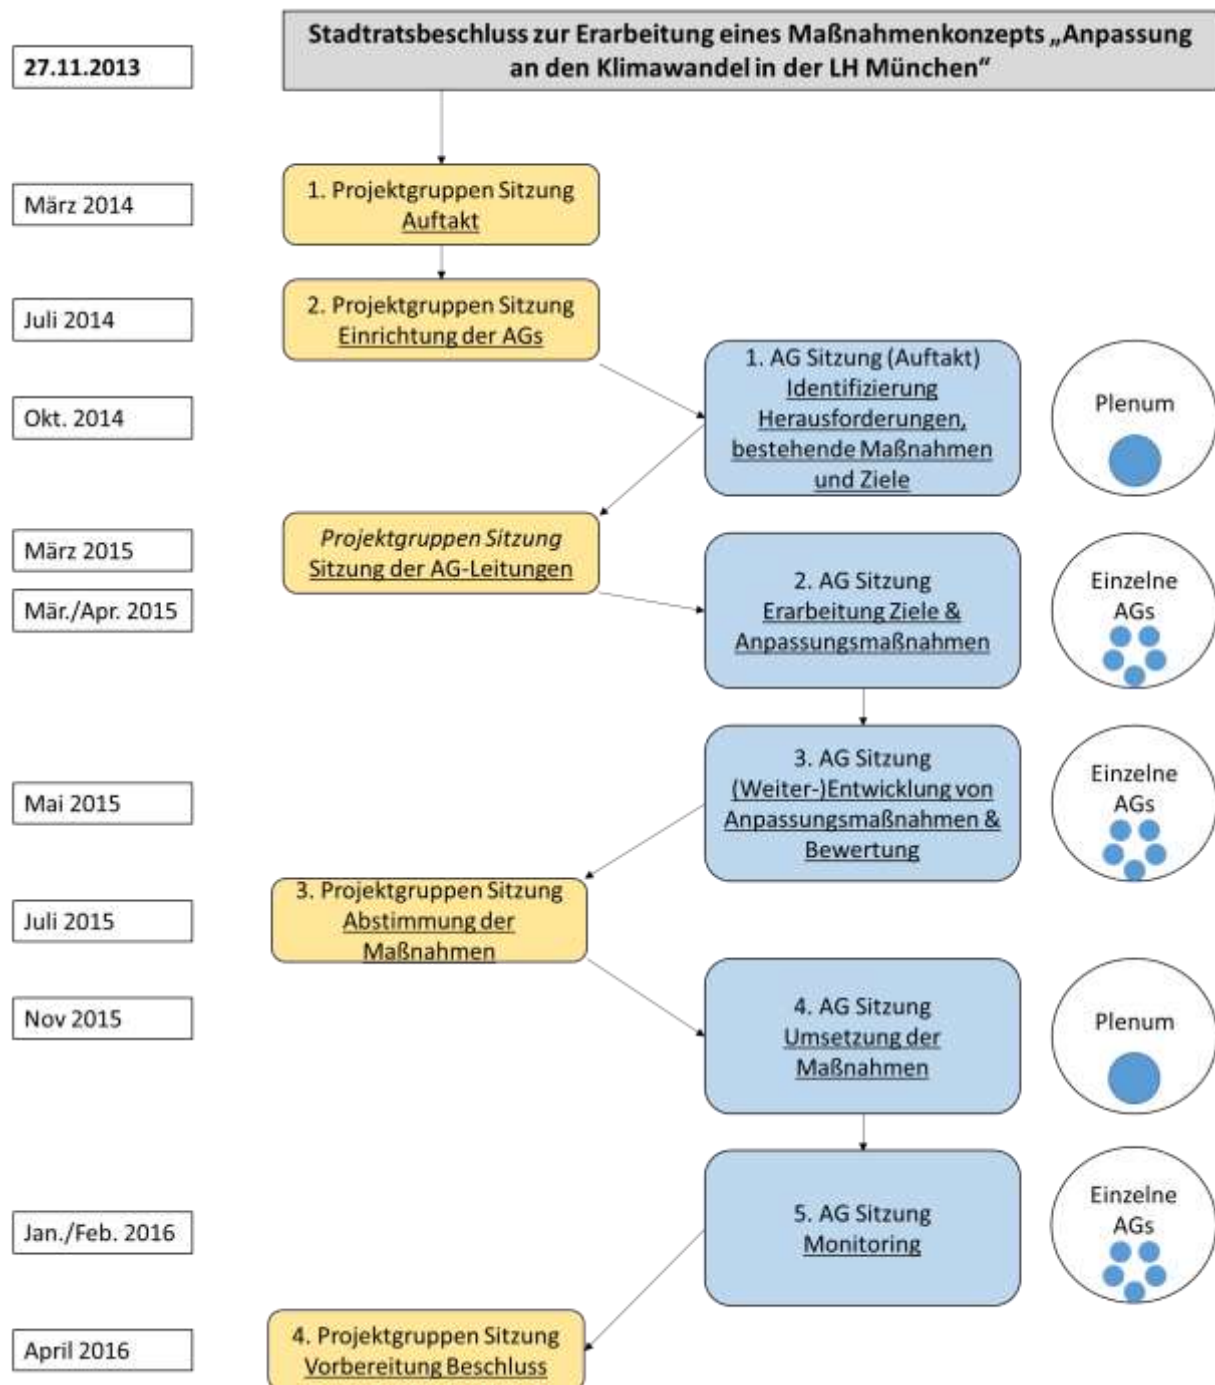 27.11.2013
Stadtratsbeschluss zur Erarbeitung eines Maßnahmenkonzepts „Anpassung
an den Klimawandel in der LH München“
März 2014
1. Projektgruppen Sitzung
Auftakt
Juli 2014
2. Projektgruppen Sitzung
Einrichtung der AGs
Okt. 2014
1. AG Sitzung (Auftakt)
Identifizierung
Herausforderungen,
bestehende Maßnahmen
und Ziele
Plenum
März 2015
Projektgruppen Sitzung
Sitzung der AG-Leitungen
Mär./Apr. 2015
2. AG Sitzung
Erarbeitung Ziele &
Anpassungsmaßnahmen
Einzelne
AGs
Mai 2015
3. AG Sitzung
(Weiter-)Entwicklung von
Anpassungsmaßnahmen &
Bewertung
Einzelne
AGs
Juli 2015
3. Projektgruppen Sitzung
Abstimmung der
Maßnahmen
Nov 2015
4. AG Sitzung
Umsetzung der
Maßnahmen
Plenum
Jan./Feb. 2016
5. AG Sitzung
Monitoring
Einzelne
AGs
April 2016
4. Projektgruppen Sitzung
Vorbereitung Beschluss